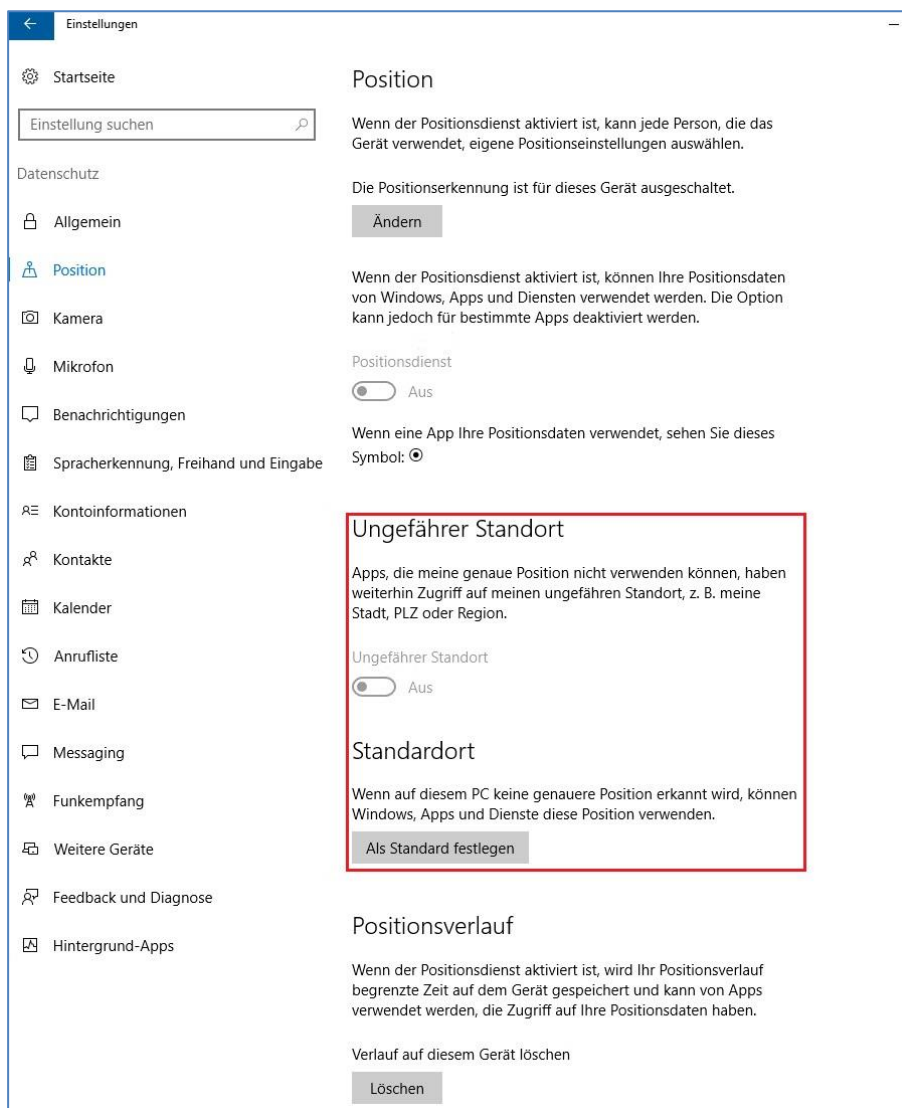 Einstellungen
Startseite
Einstellung suchen
Datenschutz
Allgemein
Position
Kamera
Mikrofon
Benachrichtigungen
Spracherkennung, Freihand und Eingabe
Kontoinformationen
Kontakte
Kalender
Anrufliste
E-Mail
Messaging
Funkempfang
Weitere Geräte
Feedback und Diagnose
Hintergrund-Apps
Position
Wenn der Positionsdienst aktiviert ist, kann jede Person, die das
Gerät verwendet, eigene Positionseinstellungen auswählen.
Die Positionserkennung ist für dieses Gerät ausgeschaltet.
Ändern
Wenn der Positionsdienst aktiviert ist, können Ihre Positionsdaten
von Windows, Apps und Diensten verwendet werden. Die Option
kann jedoch für bestimmte Apps deaktiviert werden.
Positionsdienst
Aus
Wenn eine App Ihre Positionsdaten verwendet, sehen Sie dieses
Symbol:
Ungefährer Standort
Apps, die meine genaue Position nicht verwenden können, haben
weiterhin Zugriff auf meinen ungefähren Standort, z. B. meine
Stadt, PLZ oder Region.
Ungefährer Standort
Aus
Standardort
Wenn auf diesem PC keine genauere Position erkannt wird, können
Windows, Apps und Dienste diese Position verwenden.
Als Standard festlegen
Positionsverlauf
Wenn der Positionsdienst aktiviert ist, wird Ihr Positionsverlauf
begrenzte Zeit auf dem Gerät gespeichert und kann von Apps
verwendet werden, die Zugriff auf Ihre Positionsdaten haben.
Verlauf auf diesem Gerät löschen
Löschen